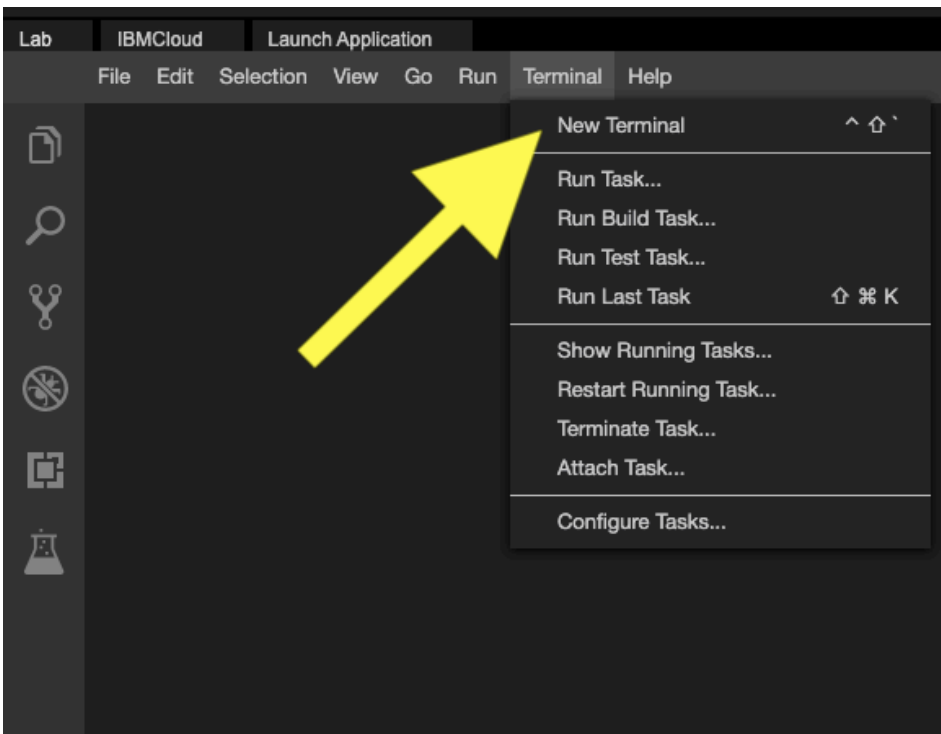 Lab IBMCloud Launch Application
File Edit Selection View Go Run Terminal Help
New Terminal ^ ⇧ `
Run Task...
Run Build Task...
Run Test Task...
Run Last Task ⇧ ⌘ K
Show Running Tasks...
Restart Running Task...
Terminate Task...
Attach Task...
Configure Tasks...